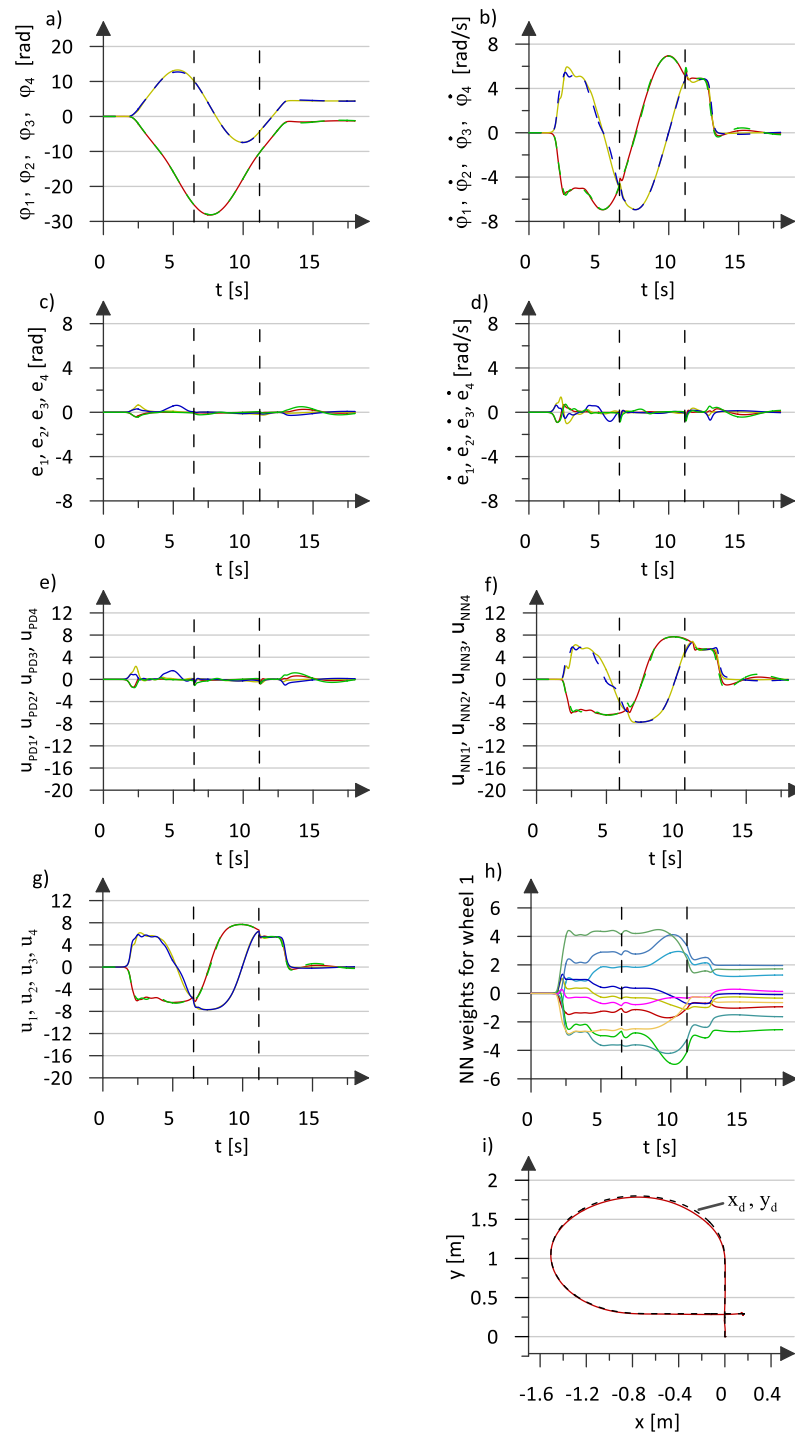 a)
φ1, φ2, φ3, φ4 [rad]
20
10
0
-10
-20
-30
0 5 10 15
t [s]
b)
φ̇1, φ̇2, φ̇3, φ̇4 [rad/s]
8
4
0
-4
-8
0 5 10 15
t [s]
c)
e1, e2, e3, e4 [rad]
8
4
0
-4
-8
0 5 10 15
t [s]
d)
ė1, ė2, ė3, ė4 [rad/s]
8
4
0
-4
-8
0 5 10 15
t [s]
e)
uPD1, uPD2, uPD3, uPD4
12
8
4
0
-4
-8
-12
-16
-20
0 5 10 15
t [s]
f)
uNN1, uNN2, uNN3, uNN4
12
8
4
0
-4
-8
-12
-16
-20
0 5 10 15
t [s]
g)
u1, u2, u3, u4
12
8
4
0
-4
-8
-12
-16
-20
0 5 10 15
t [s]
h)
NN weights for wheel 1
6
4
2
0
-2
-4
-6
0 5 10 15
t [s]
i)
xd, yd
y [m]
2
1.5
1
0.5
0
-1.6 -1.2 -0.8 -0.4 0 0.4
x [m]